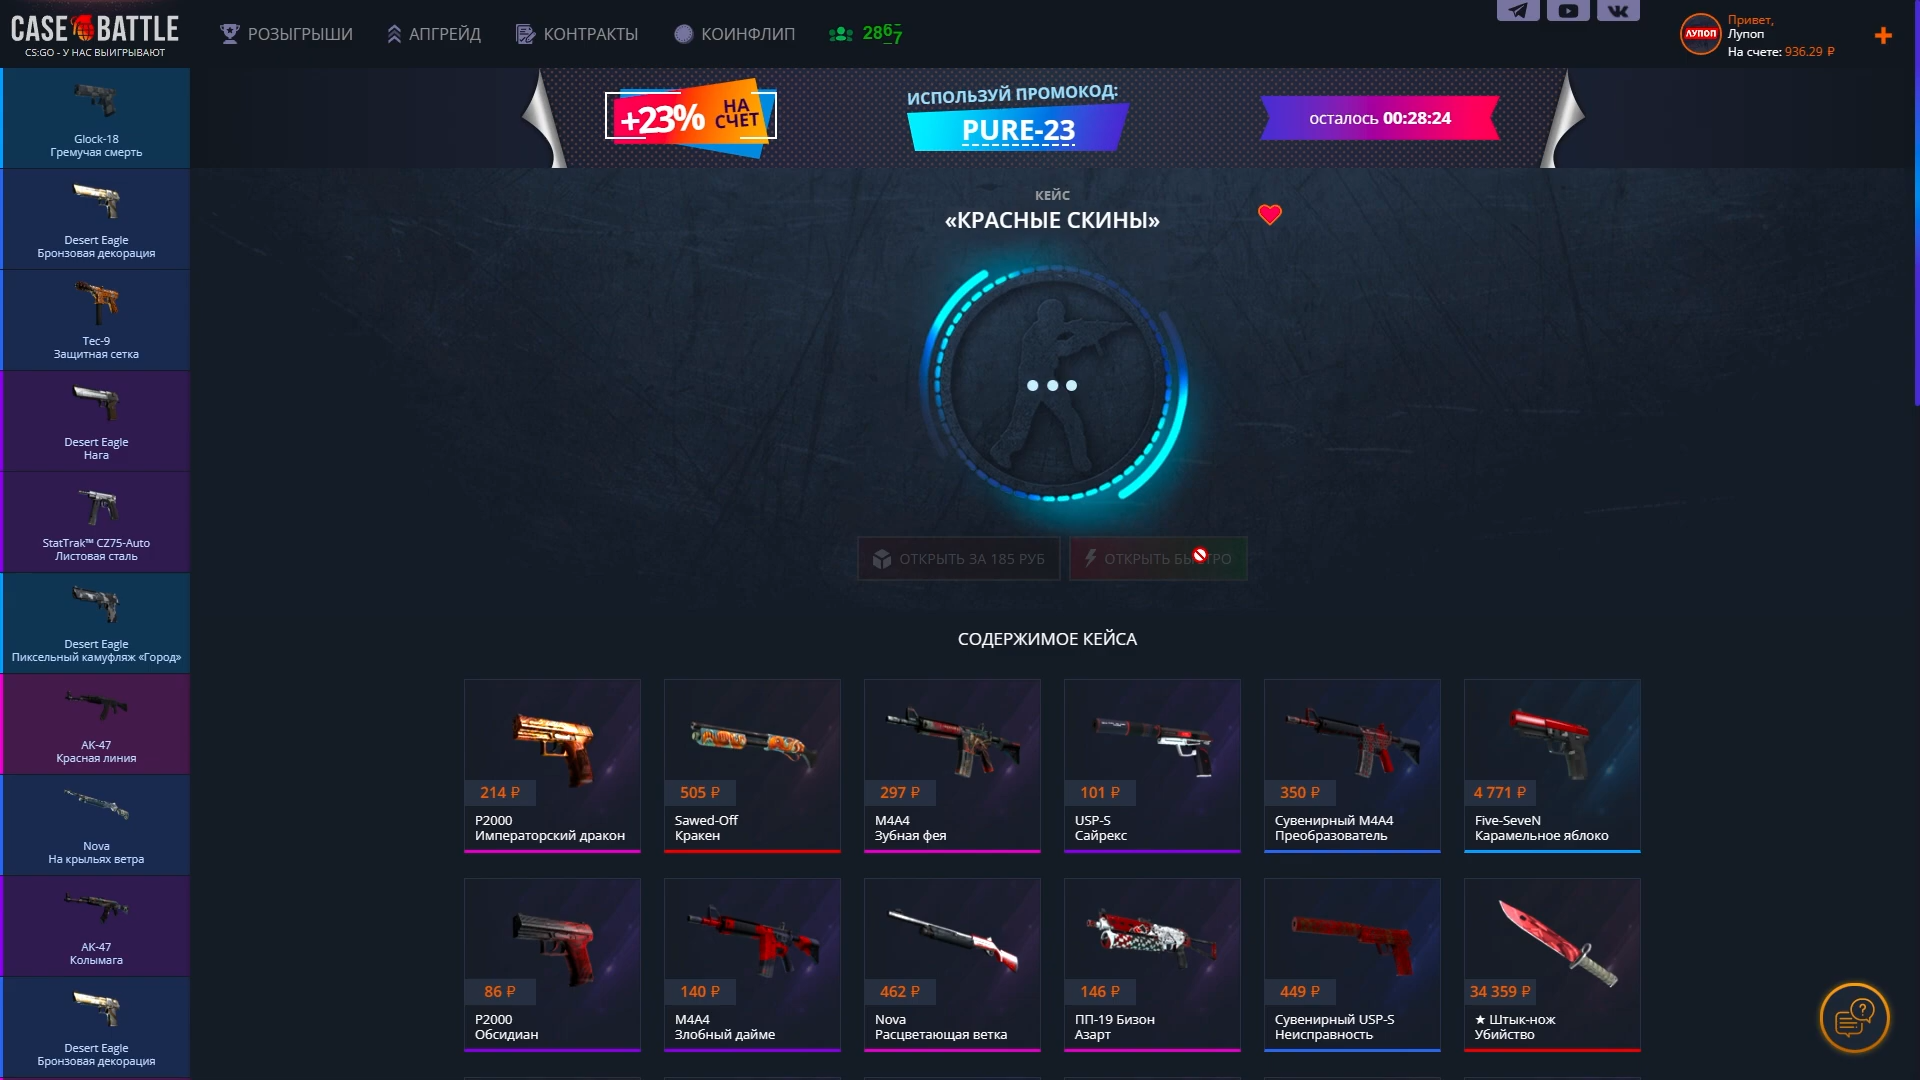 CASE BATTLE
CS:GO - У НАС ВЫИГРЫВАЮТ
РОЗЫГРЫШИ
АПГРЕЙД
КОНТРАКТЫ
КОИНФЛИП
Привет,
Лупоп
На счете: 936.29 ₽
ЛУПОП
+23% НА СЧЕТ
ИСПОЛЬЗУЙ ПРОМОКОД:
PURE-23
осталось 00:28:24
Glock-18
Гремучая смерть
Desert Eagle
Бронзовая декорация
Tec-9
Защитная сетка
Desert Eagle
Нага
StatTrak™ CZ75-Auto
Листовая сталь
Desert Eagle
Пиксельный камуфляж «Город»
AK-47
Красная линия
Nova
На крыльях ветра
AK-47
Колымага
Desert Eagle
Бронзовая декорация
КЕЙС
«КРАСНЫЕ СКИНЫ»
ОТКРЫТЬ ЗА 185 РУБ
ОТКРЫТЬ БЫСТРО
СОДЕРЖИМОЕ КЕЙСА
214 ₽
P2000
Императорский дракон
505 ₽
Sawed-Off
Кракен
297 ₽
M4A4
Зубная фея
101 ₽
USP-S
Сайрекс
350 ₽
Сувенирный M4A4
Преобразователь
4 771 ₽
Five-SeveN
Карамельное яблоко
86 ₽
P2000
Обсидиан
140 ₽
M4A4
Злобный дайме
462 ₽
Nova
Расцветающая ветка
146 ₽
ПП-19 Бизон
Азарт
449 ₽
Сувенирный USP-S
Неисправность
34 359 ₽
★ Штык-нож
Убийство